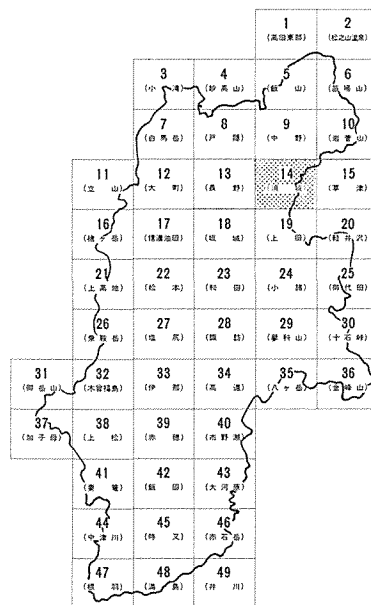 1 2
(高田東部) (松之山温泉)
3 4 5 6
(小滝) (妙高山) (飯山) (苗場山)
7 8 9 10
(白馬岳) (戸隠) (中野) (岩菅山)
11 12 13 14 15
(立山) (大町) (長野) (須坂) (草津)
16 17 18 19 20
(槍ヶ岳) (信濃池田) (坂城) (上田) (軽井沢)
21 22 23 24 25
(上高地) (松本) (和田) (小諸) (御代田)
26 27 28 29 30
(乗鞍岳) (塩尻) (諏訪) (蓼科山) (十石峠)
31 32 33 34 35 36
(御岳山) (木曽福島) (伊那) (高遠) (八ヶ岳) (金峰山)
37 38 39 40
(加子母) (上松) (赤穂) (市野瀬)
41 42 43
(妻籠) (飯田) (大河原)
44 45 46
(中津川) (時又) (赤石岳)
47 48 49
(根羽) (満島) (井川)